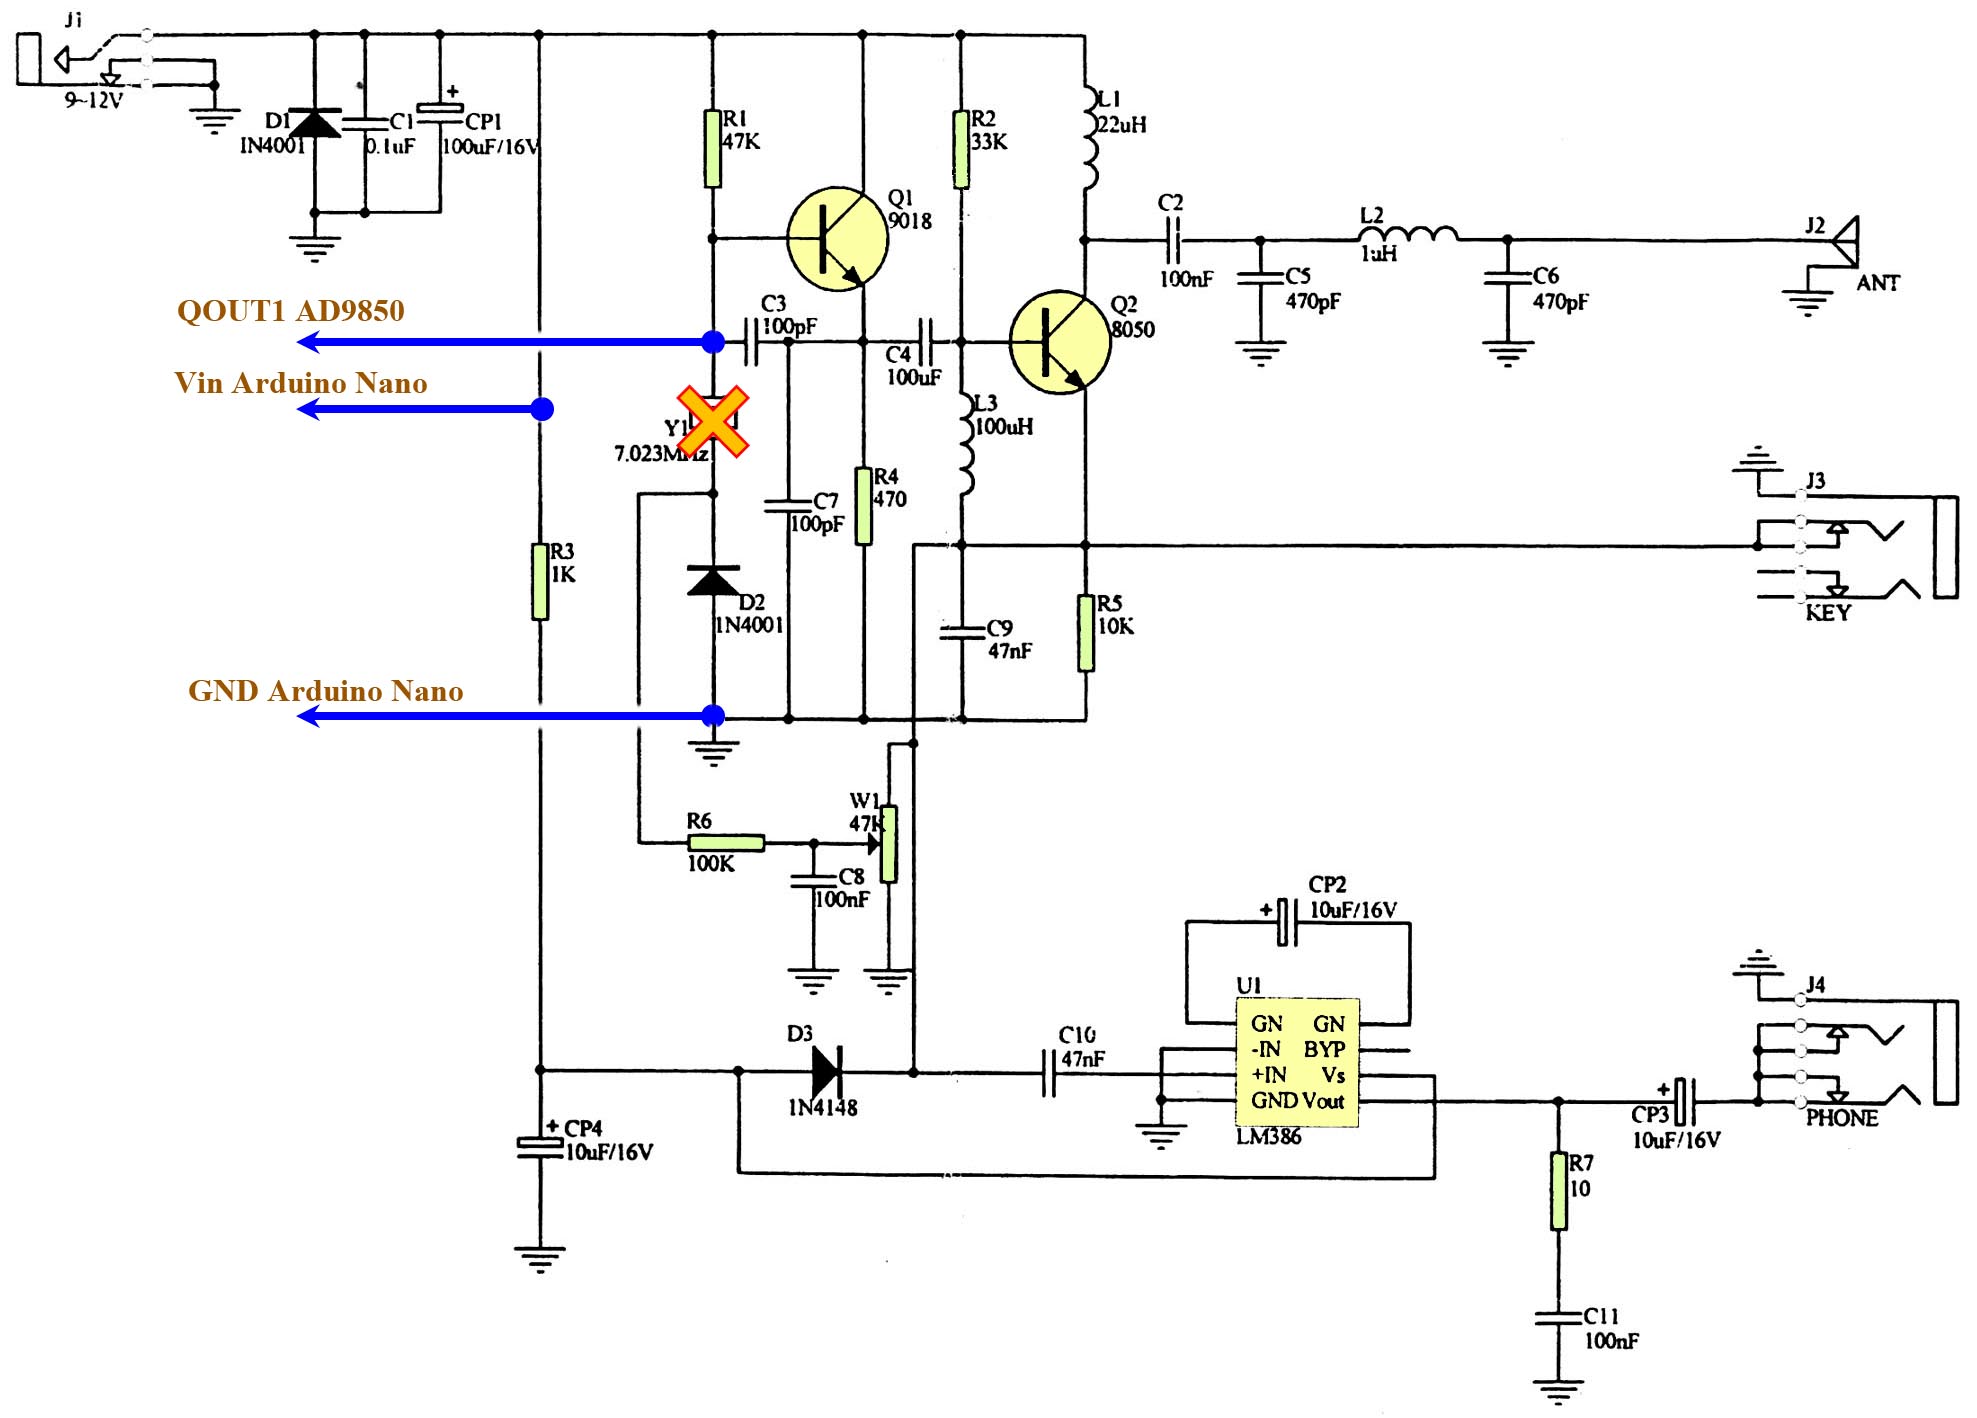 J1
9~12V
D1
1N4001
C1
0.1uF
CP1
100uF/16V
R1
47K
Q1
9018
R2
33K
L1
22uH
C2
100nF
L2
1uH
C5
470pF
C6
470pF
J2
ANT
QOUT1 AD9850
Vin Arduino Nano
C3
100pF
C4
100uF
Q2
8050
Y1
7.023MHz
L3
100uH
R4
470
C7
100pF
R3
1K
D2
1N4001
C9
47nF
R5
10K
J3
KEY
GND Arduino Nano
W1
47K
R6
100K
C8
100nF
CP2
10uF/16V
U1
GN GN
-IN BYP
+IN Vs
GND Vout
LM386
D3
1N4148
C10
47nF
CP4
10uF/16V
CP3
10uF/16V
J4
PHONE
R7
10
C11
100nF